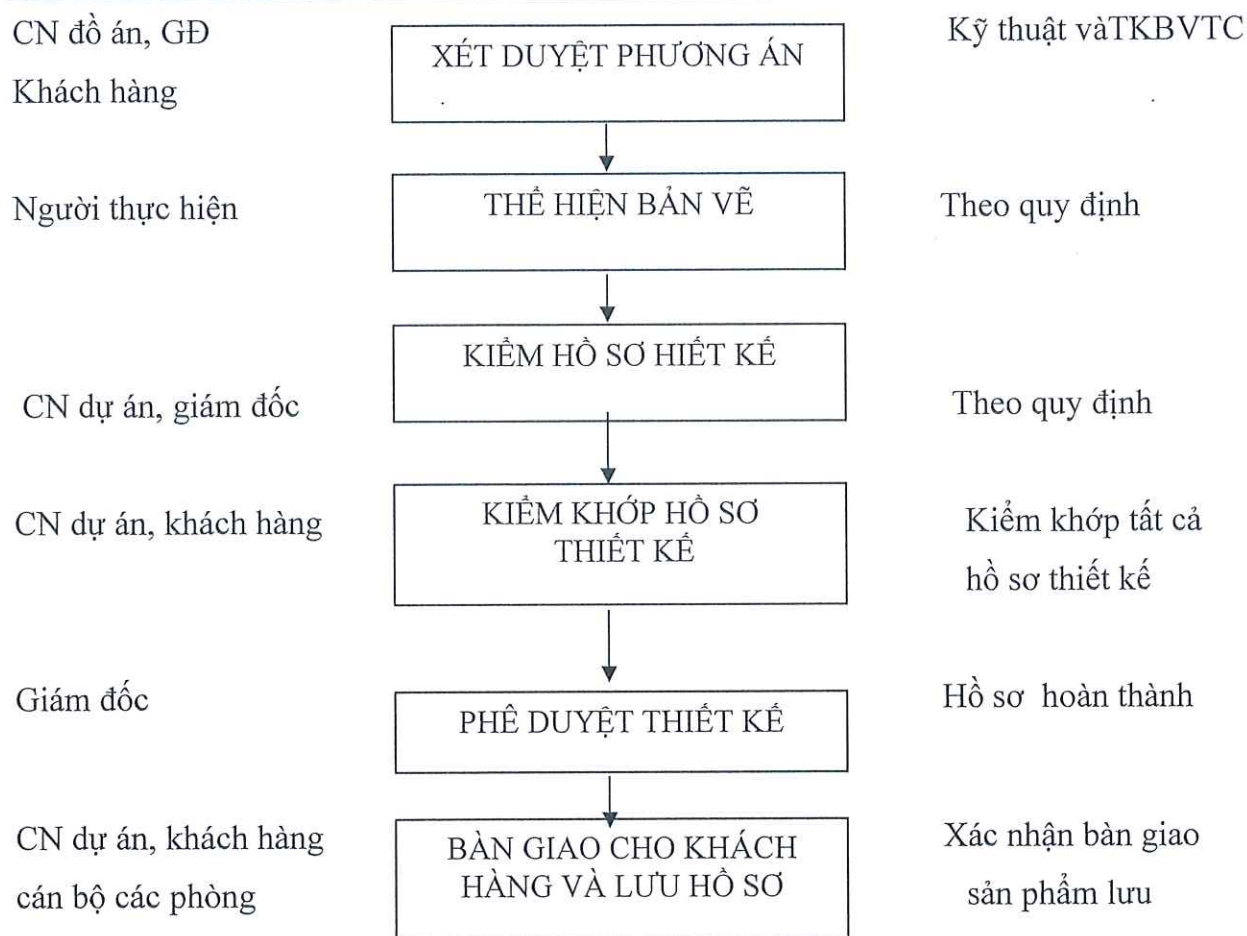 CN đồ án, GĐ
Khách hàng
XÉT DUYỆT PHƯƠNG ÁN
Kỹ thuật vàTKBVTC
Người thực hiện
THỂ HIỆN BẢN VẼ
Theo quy định
CN dự án, giám đốc
KIỂM HỒ SƠ HIẾT KẾ
Theo quy định
CN dự án, khách hàng
KIỂM KHỚP HỒ SƠ
THIẾT KẾ
Kiểm khớp tất cả
hồ sơ thiết kế
Giám đốc
PHÊ DUYỆT THIẾT KẾ
Hồ sơ hoàn thành
CN dự án, khách hàng
cán bộ các phòng
BÀN GIAO CHO KHÁCH
HÀNG VÀ LƯU HỒ SƠ
Xác nhận bàn giao
sản phẩm lưu